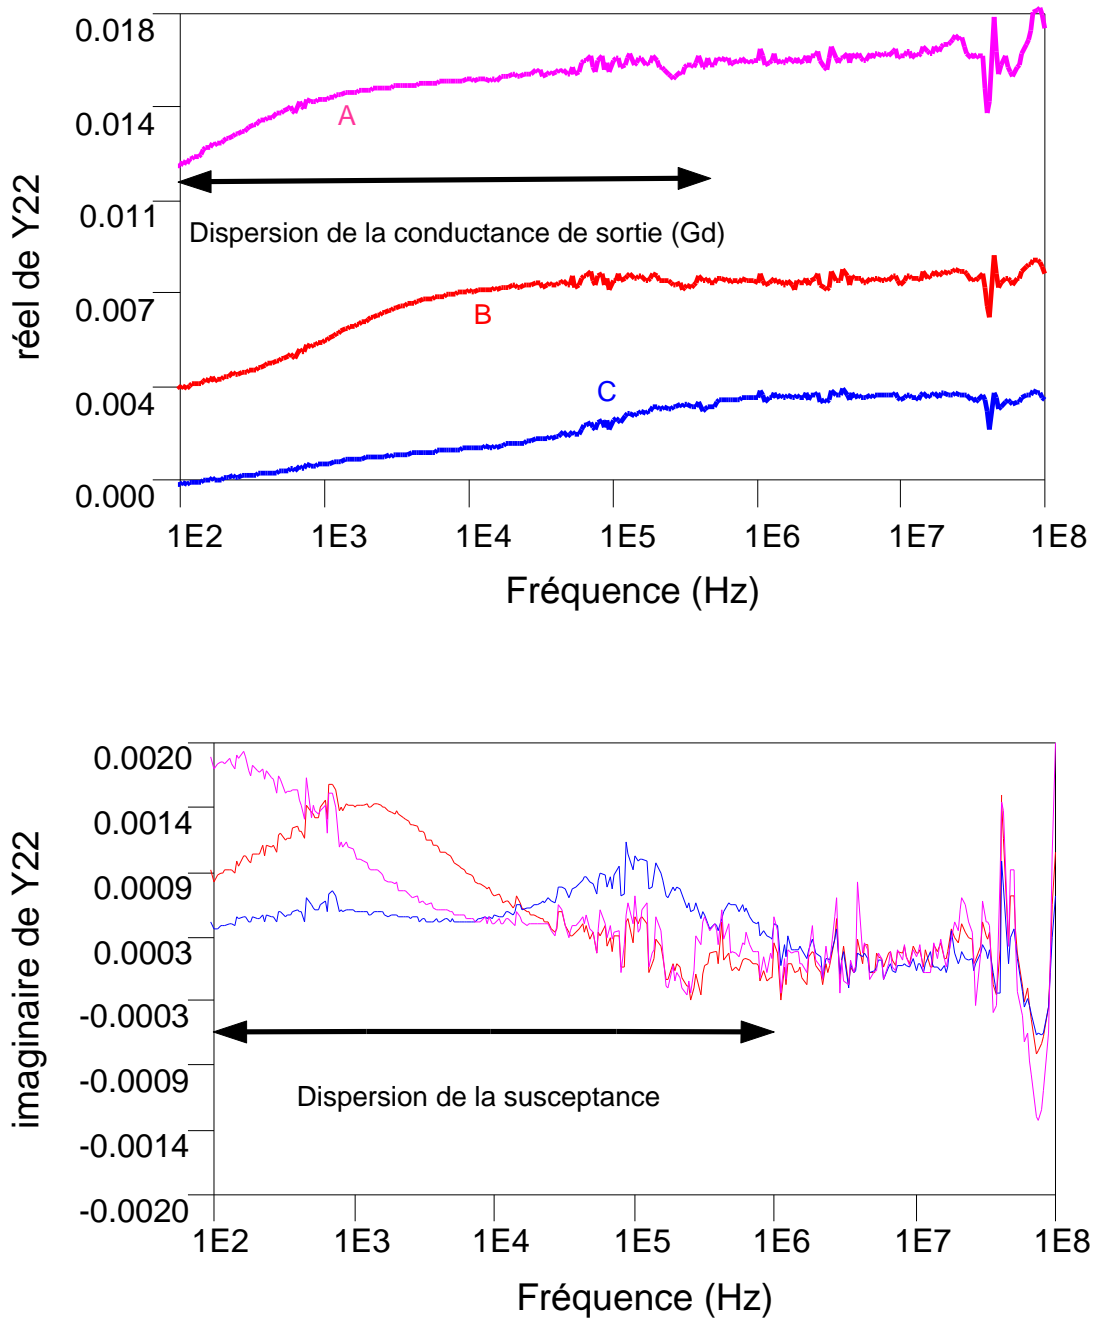 0.018
A
0.014
0.011
Dispersion de la conductance de sortie (Gd)
réel de Y22
0.007
B
0.004
C
0.000
1E2 1E3 1E4 1E5 1E6 1E7 1E8
Fréquence (Hz)
0.0020
0.0014
0.0009
0.0003
-0.0003
imaginaire de Y22
-0.0009
Dispersion de la susceptance
-0.0014
-0.0020
1E2 1E3 1E4 1E5 1E6 1E7 1E8
Fréquence (Hz)